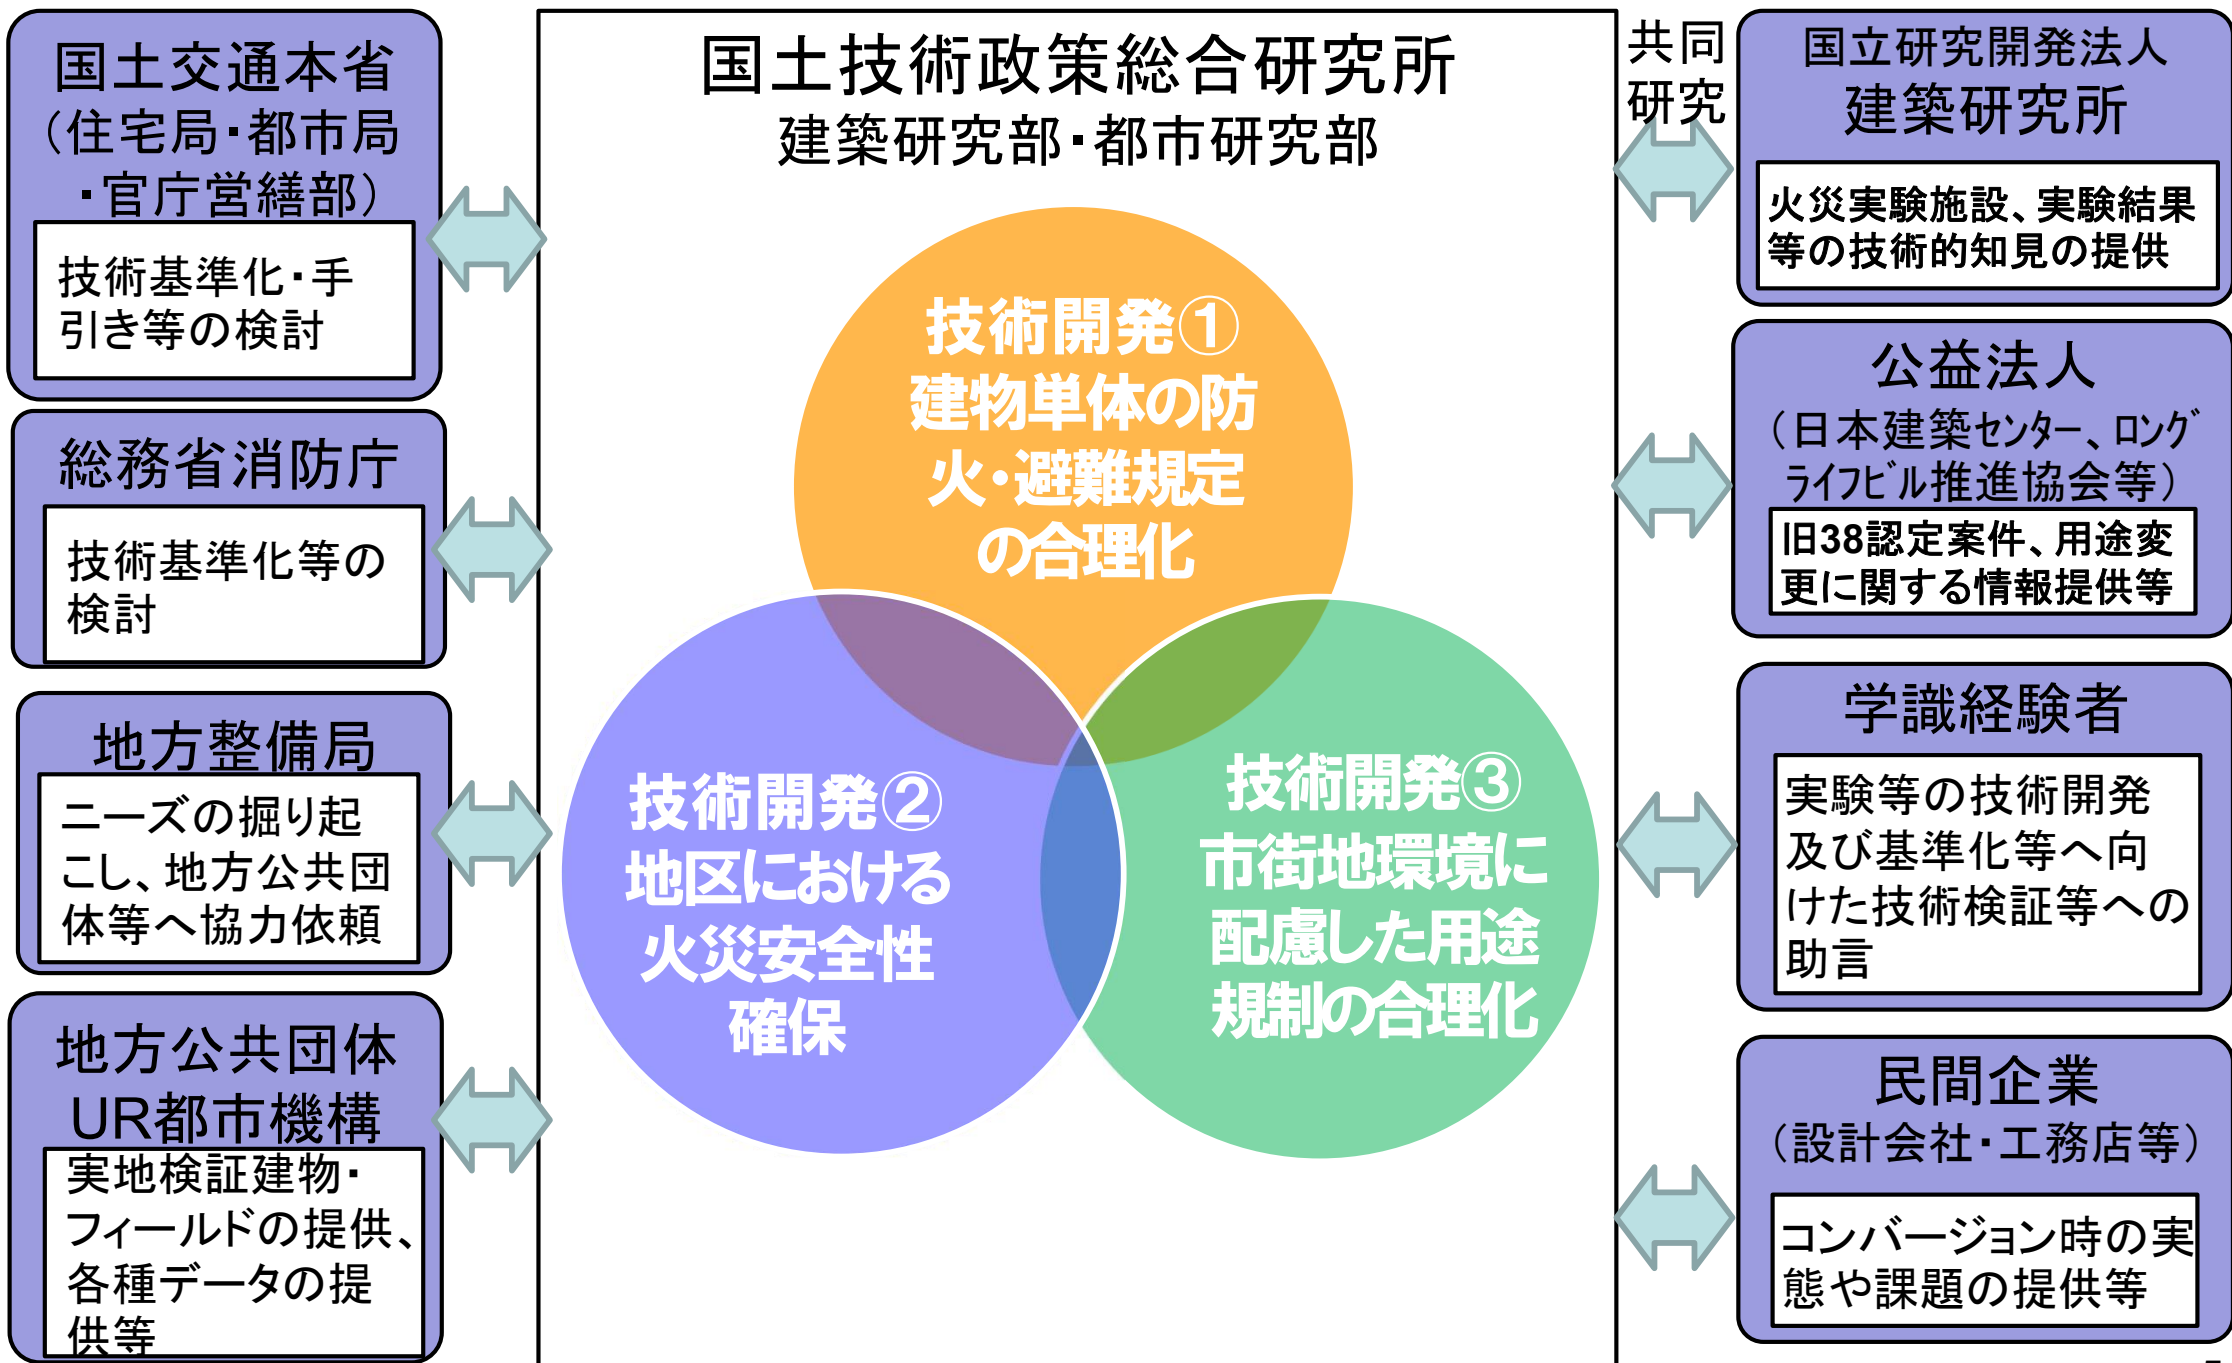 国土交通本省
（住宅局・都市局
・官庁営繕部）
技術基準化・手
引き等の検討
総務省消防庁
技術基準化等の
検討
地方整備局
ニーズの掘り起
こし、地方公共団
体等へ協力依頼
地方公共団体
UR都市機構
実地検証建物・
フィールドの提供、
各種データの提
供等
国土技術政策総合研究所
建築研究部・都市研究部
技術開発①
建物単体の防
火・避難規定
の合理化
技術開発②
地区における
火災安全性
確保
技術開発③
市街地環境に
配慮した用途
規制の合理化
共同
研究
国立研究開発法人
建築研究所
火災実験施設、実験結果
等の技術的知見の提供
公益法人
（日本建築ｾﾝﾀｰ、ﾛﾝｸﾞ
ﾗｲﾌﾋﾞﾙ推進協会等）
旧38認定案件、用途変
更に関する情報提供等
学識経験者
実験等の技術開発
及び基準化等へ向
けた技術検証等への
助言
民間企業
（設計会社・工務店等）
コンバージョン時の実
態や課題の提供等